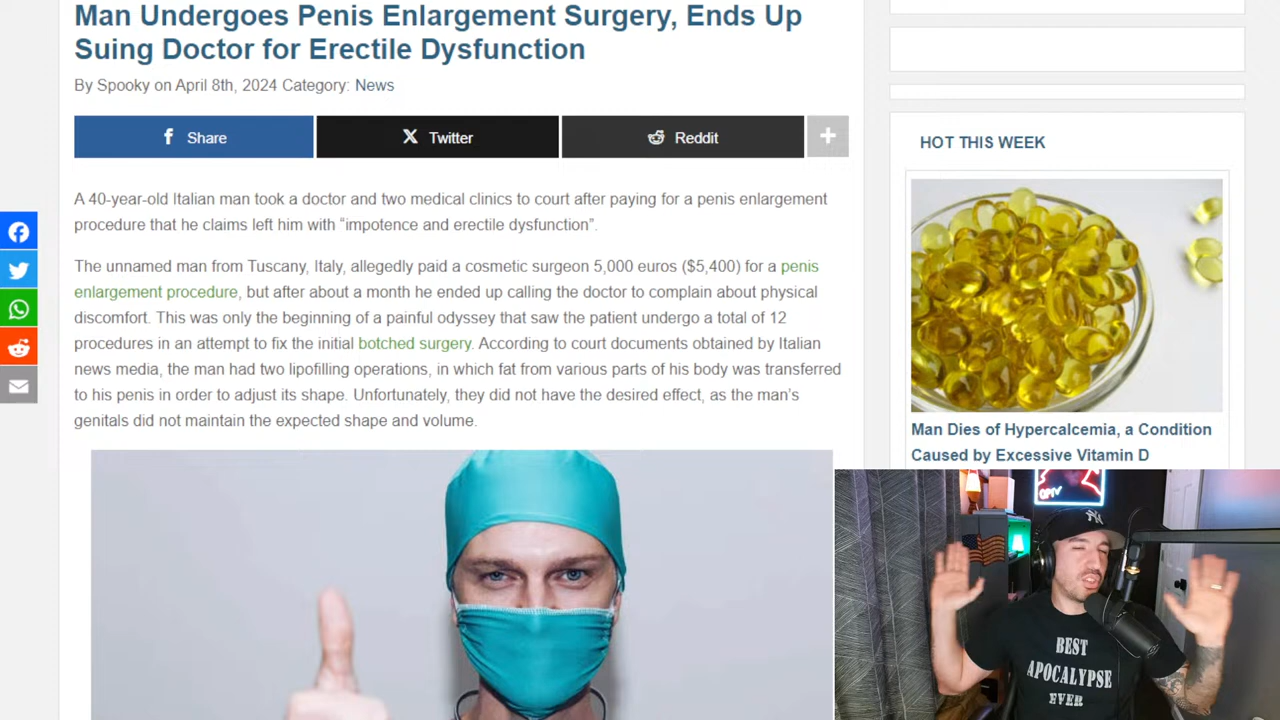 Man Undergoes Penis Enlargement Surgery, Ends Up
Suing Doctor for Erectile Dysfunction
By Spooky on April 8th, 2024 Category: News
Share
Twitter
Reddit
A 40-year-old Italian man took a doctor and two medical clinics to court after paying for a penis enlargement
procedure that he claims left him with “impotence and erectile dysfunction”.
The unnamed man from Tuscany, Italy, allegedly paid a cosmetic surgeon 5,000 euros ($5,400) for a penis
enlargement procedure, but after about a month he ended up calling the doctor to complain about physical
discomfort. This was only the beginning of a painful odyssey that saw the patient undergo a total of 12
procedures in an attempt to fix the initial botched surgery. According to court documents obtained by Italian
news media, the man had two lipofilling operations, in which fat from various parts of his body was transferred
to his penis in order to adjust its shape. Unfortunately, they did not have the desired effect, as the man’s
genitals did not maintain the expected shape and volume.
HOT THIS WEEK
Man Dies of Hypercalcemia, a Condition
Caused by Excessive Vitamin D
BEST
APOCALYPSE
EVER